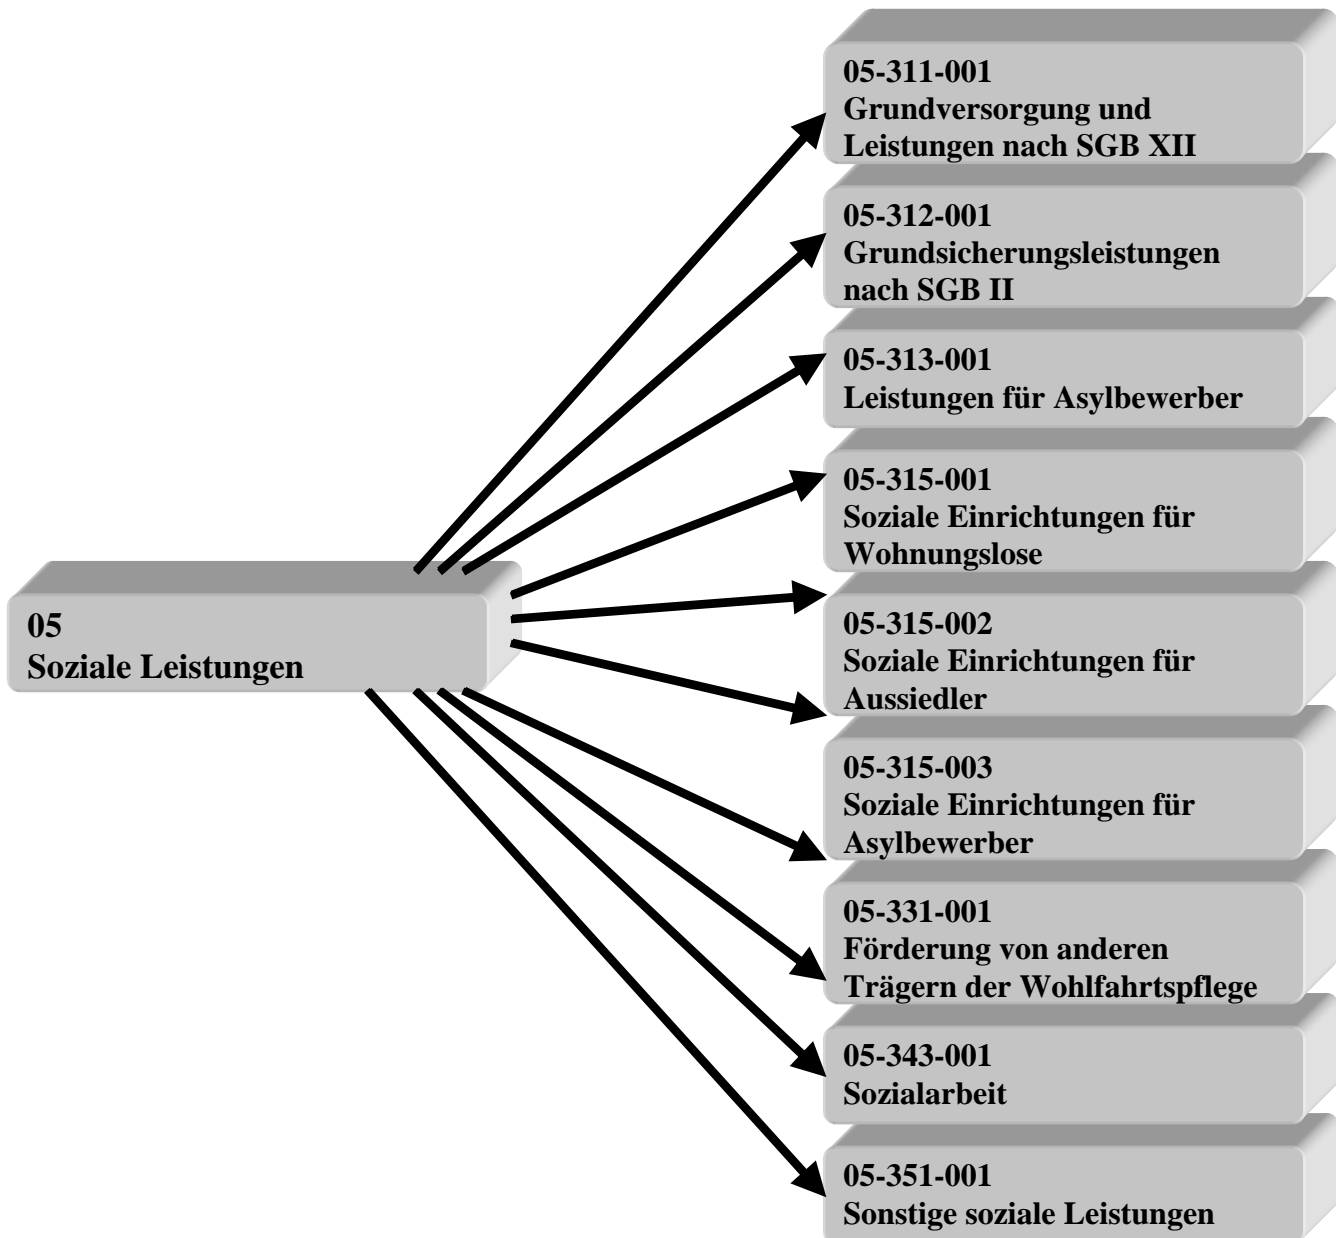 05-311-001
Grundversorgung und
Leistungen nach SGB XII
05-312-001
Grundsicherungsleistungen
nach SGB II
05-313-001
Leistungen für Asylbewerber
05-315-001
Soziale Einrichtungen für
Wohnungslose
05
Soziale Leistungen
05-315-002
Soziale Einrichtungen für
Aussiedler
05-315-003
Soziale Einrichtungen für
Asylbewerber
05-331-001
Förderung von anderen
Trägern der Wohlfahrtspflege
05-343-001
Sozialarbeit
05-351-001
Sonstige soziale Leistungen